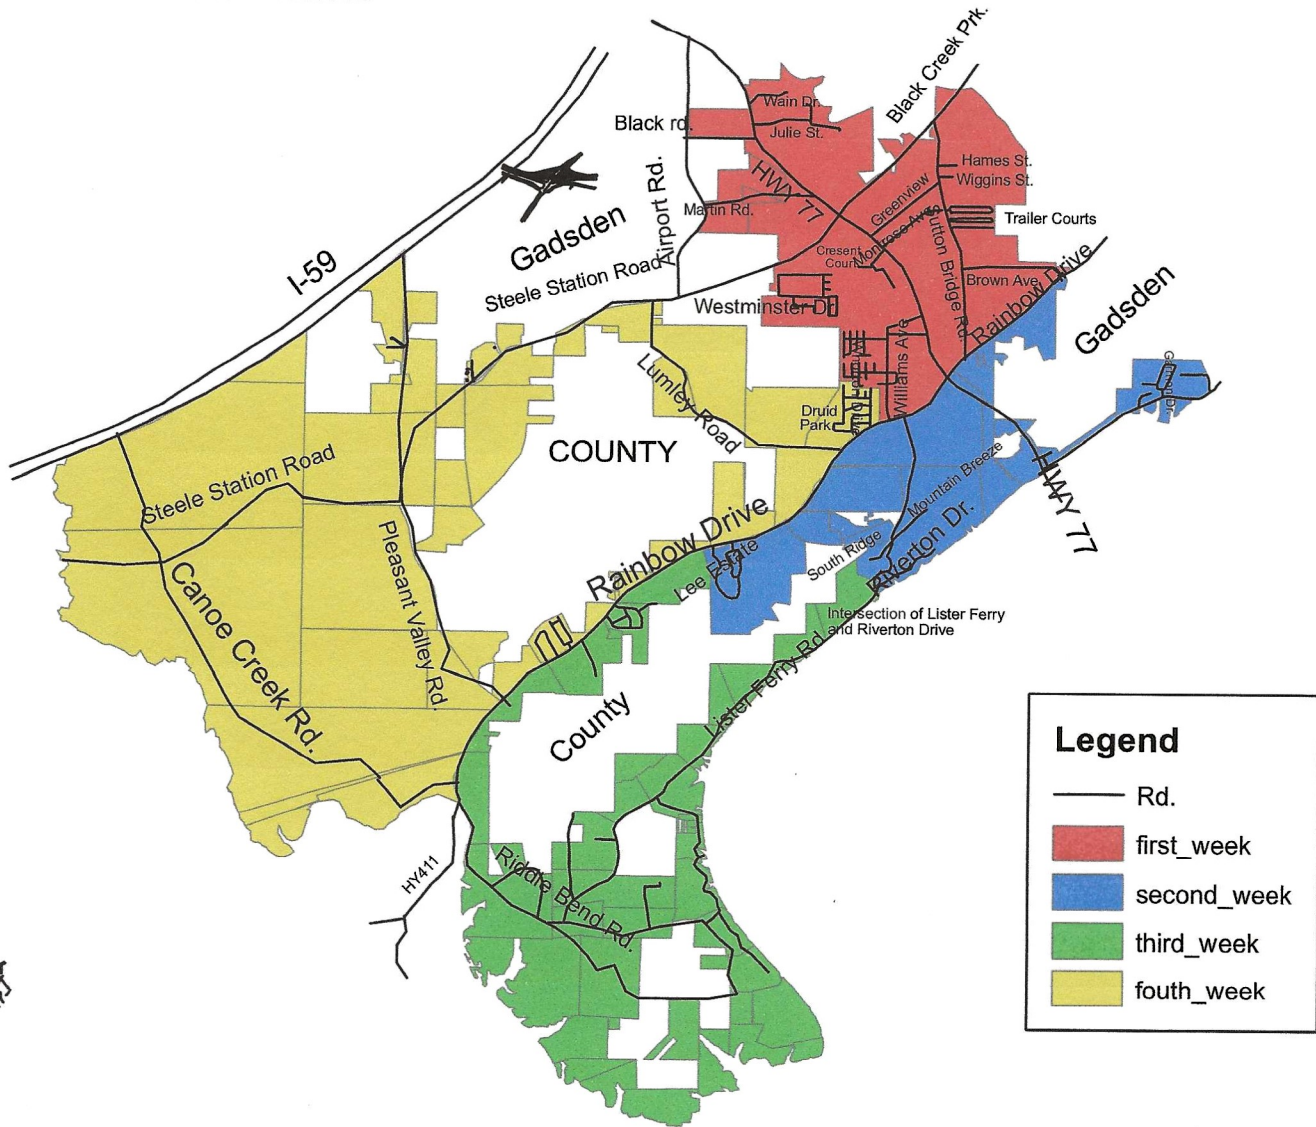 Black Creek Prk.
Wain Dr.
Black rd.
Julie St.
HWY 77
Hames St.
Wiggins St.
Airport Rd.
Martin Rd.
Greenview
Monrose Ave
Trailer Courts
Gadsden
Sutton Bridge Rd.
Cresent
Court
I-59
Steele Station Road
Brown Ave.
Rainbow Drive
Westminster Dr.
Gadsden
Williams Ave
Lumley Road
Druid
Park
COUNTY
Steele Station Road
Mountain Breeze
HWY 77
Rainbow Drive
Pleasant Valley Rd.
South Ridge
Riverton Dr.
Lee Estate
Canoe Creek Rd.
Intersection of Lister Ferry
and Riverton Drive
Lister Ferry Rd.
County
HY411
Riddle Bend Rd.
Legend
Rd.
first_week
second_week
third_week
fouth_week